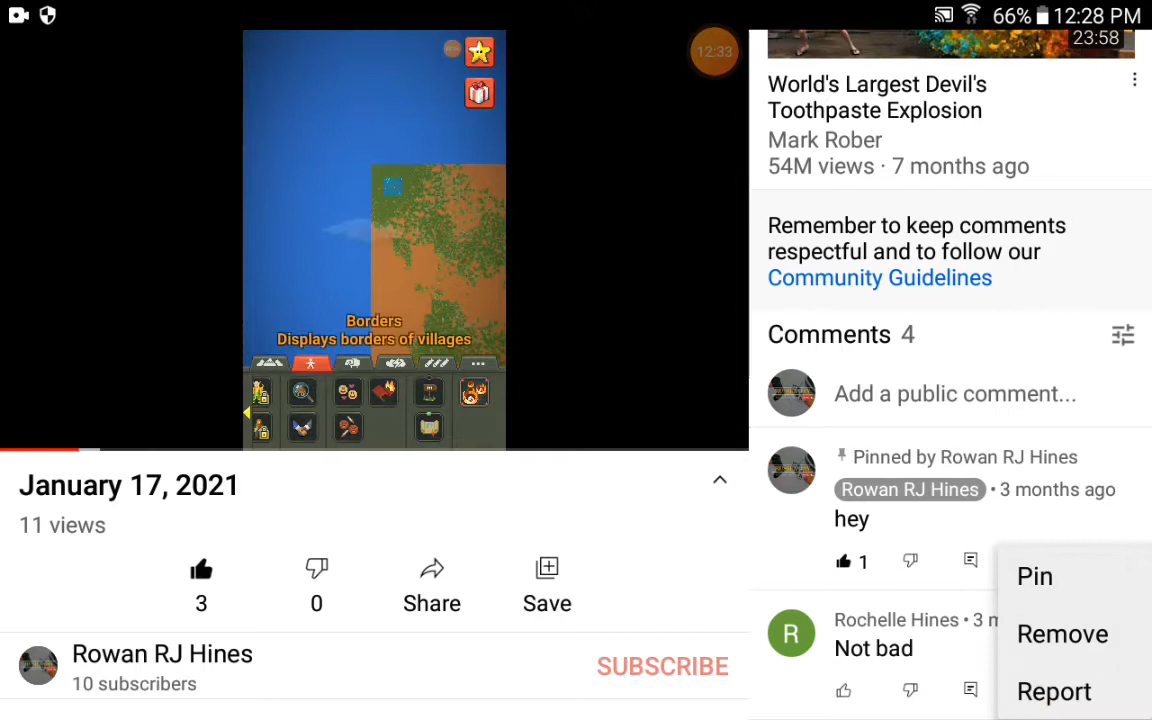 66% 12:28 PM
12:33
Borders
Displays borders of villages
January 17, 2021
11 views
3
0
Share
Save
Rowan RJ Hines
10 subscribers
SUBSCRIBE
23:58
World's Largest Devil's
Toothpaste Explosion
Mark Rober
54M views · 7 months ago
Remember to keep comments
respectful and to follow our
Community Guidelines
Comments 4
Add a public comment...
Pinned by Rowan RJ Hines
Rowan RJ Hines • 3 months ago
hey
1
Rochelle Hines • 3 m
R
Not bad
Pin
Remove
Report